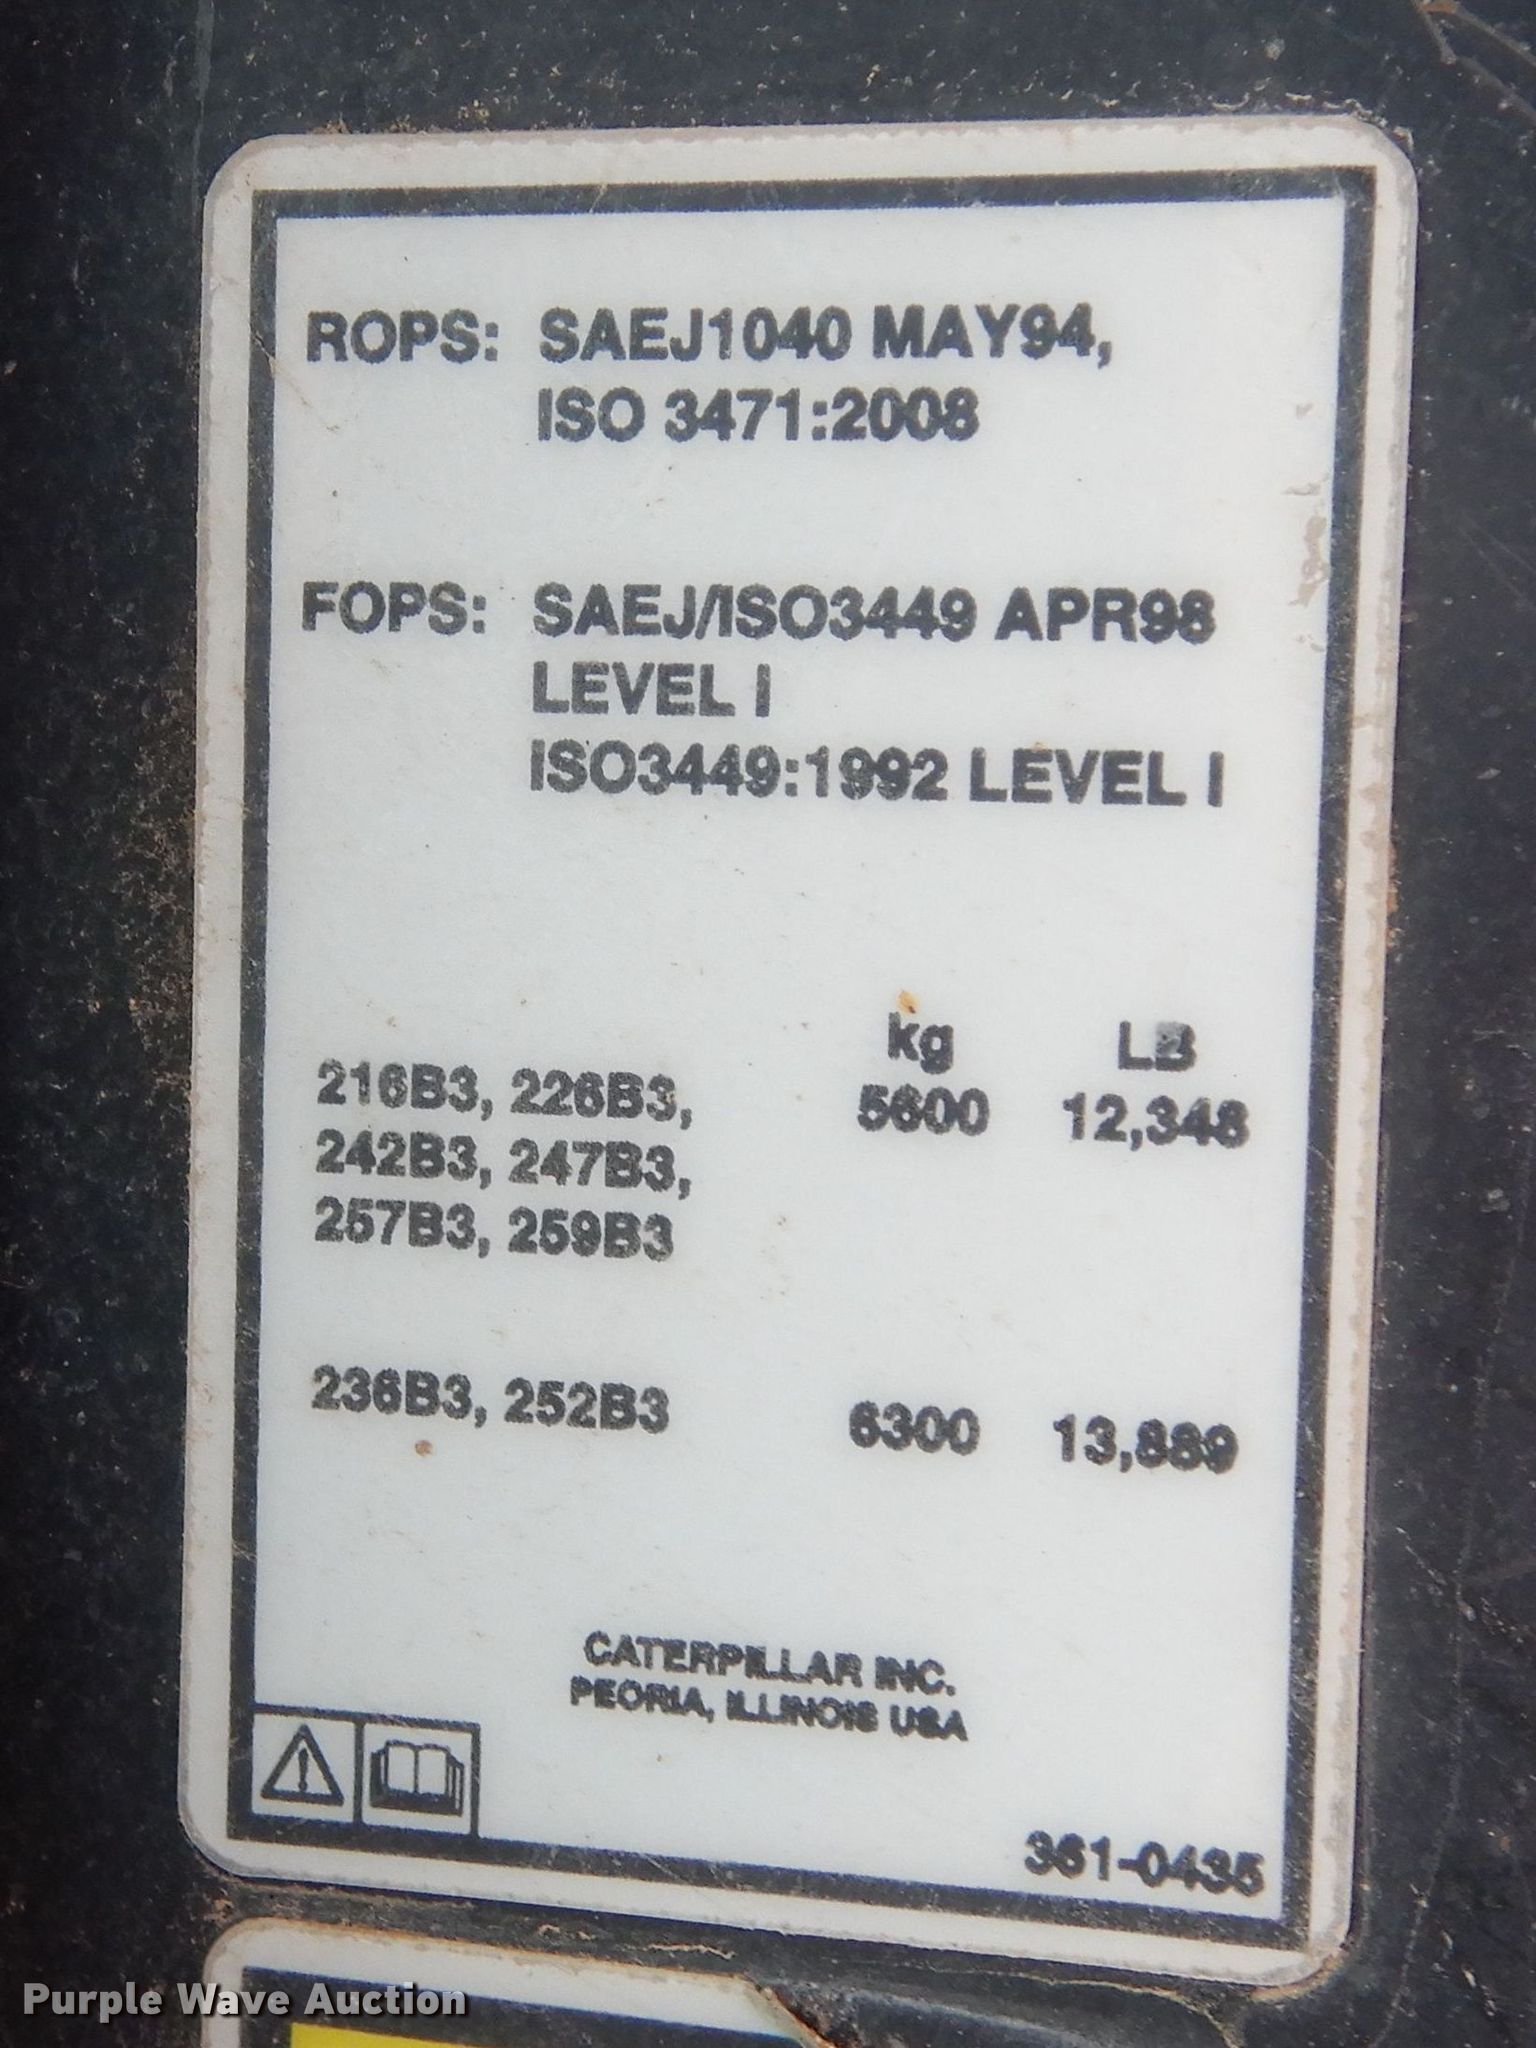 ROPS: SAEJ1040 MAY94,
ISO 3471:2008
FOPS: SAEJ/ISO3449 APR98
LEVEL I
ISO3449:1992 LEVEL I
kg LB
216B3, 226B3, 5600 12,348
242B3, 247B3,
257B3, 259B3
236B3, 252B3 6300 13,889
CATERPILLAR INC.
PEORIA, ILLINOIS USA
361-0435
Purple Wave Auction